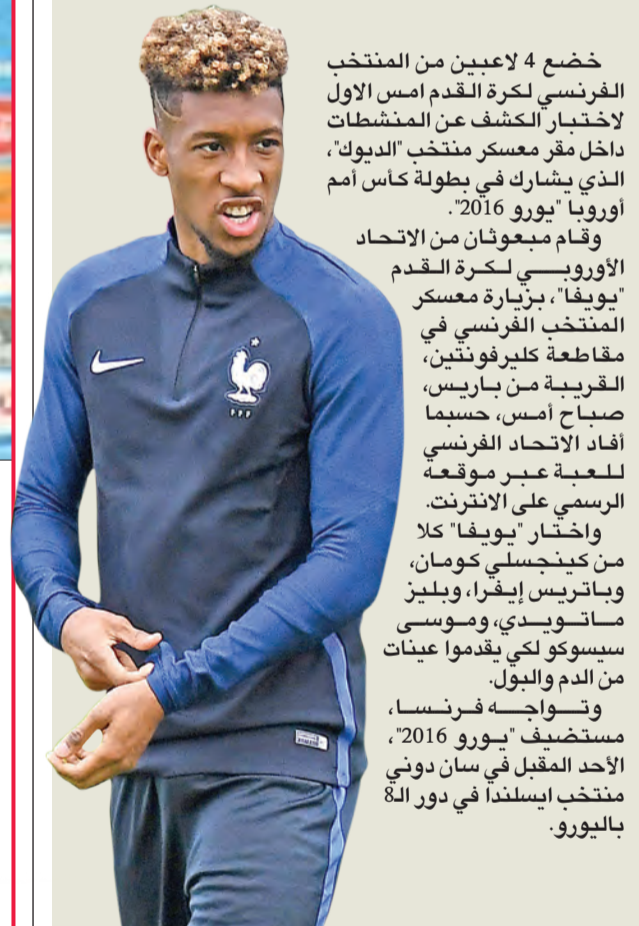 خضع 4 لاعبين من المنتخب
الفرنسي لكرة القدم امس الاول
لاختبار الكشف عن المنشطات
داخل مقر معسكر منتخب "الديوك"،
الذي يشارك في بطولة كأس أمم
أوروبا "يورو 2016".
وقام مبعوثان من الاتحاد
الأوروبي لكرة القدم
"يويفا"، بزيارة معسكر
المنتخب الفرنسي في
مقاطعة كليرفونتين،
القريبة من باريس،
صباح أمس، حسبما
أفاد الاتحاد الفرنسي
للعبة عبر موقعه
الرسمي على الانترنت.
واختار "يويفا" كلا
من كينجسلي كومان،
وباتريس إيفرا، وبليز
ماتويدي، وموسى
سيسوكو لكي يقدموا عينات
من الدم والبول.
وتواجه فرنسا،
مستضيف "يورو 2016"،
الأحد المقبل في سان دوني
منتخب ايسلندا في دور الـ8
باليورو.
FFF